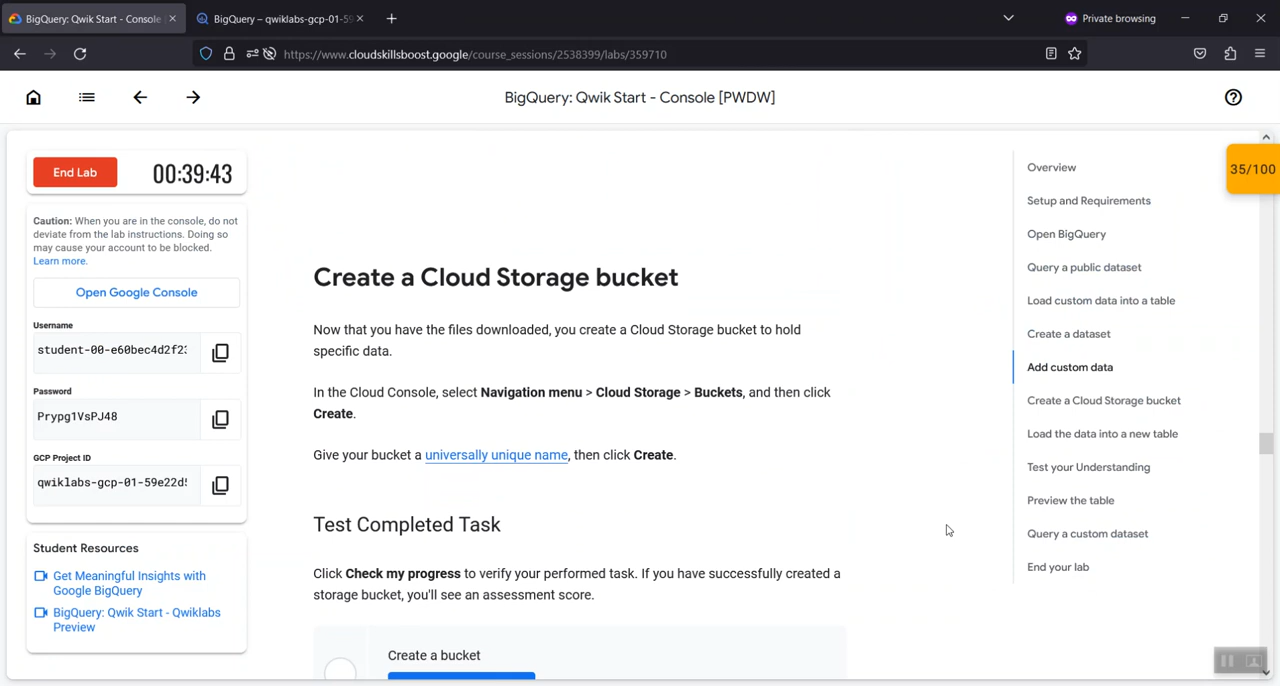 BigQuery: Qwik Start - Console
BigQuery – qwiklabs-gcp-01-59
Private browsing
https://www.cloudskillsboost.google/course_sessions/2538399/labs/359710
BigQuery: Qwik Start - Console [PWDW]
End Lab
00:39:43
Caution: When you are in the console, do not
deviate from the lab instructions. Doing so
may cause your account to be blocked.
Learn more.
Open Google Console
Username
student-00-e60bec4d2f23
Password
Prypg1VsPJ48
GCP Project ID
qwiklabs-gcp-01-59e22d5
Student Resources
Get Meaningful Insights with
Google BigQuery
BigQuery: Qwik Start - Qwiklabs
Preview
Create a Cloud Storage bucket
Now that you have the files downloaded, you create a Cloud Storage bucket to hold
specific data.
In the Cloud Console, select Navigation menu > Cloud Storage > Buckets, and then click
Create.
Give your bucket a universally unique name, then click Create.
Test Completed Task
Click Check my progress to verify your performed task. If you have successfully created a
storage bucket, you'll see an assessment score.
Create a bucket
Overview
Setup and Requirements
Open BigQuery
Query a public dataset
Load custom data into a table
Create a dataset
Add custom data
Create a Cloud Storage bucket
Load the data into a new table
Test your Understanding
Preview the table
Query a custom dataset
End your lab
35/100